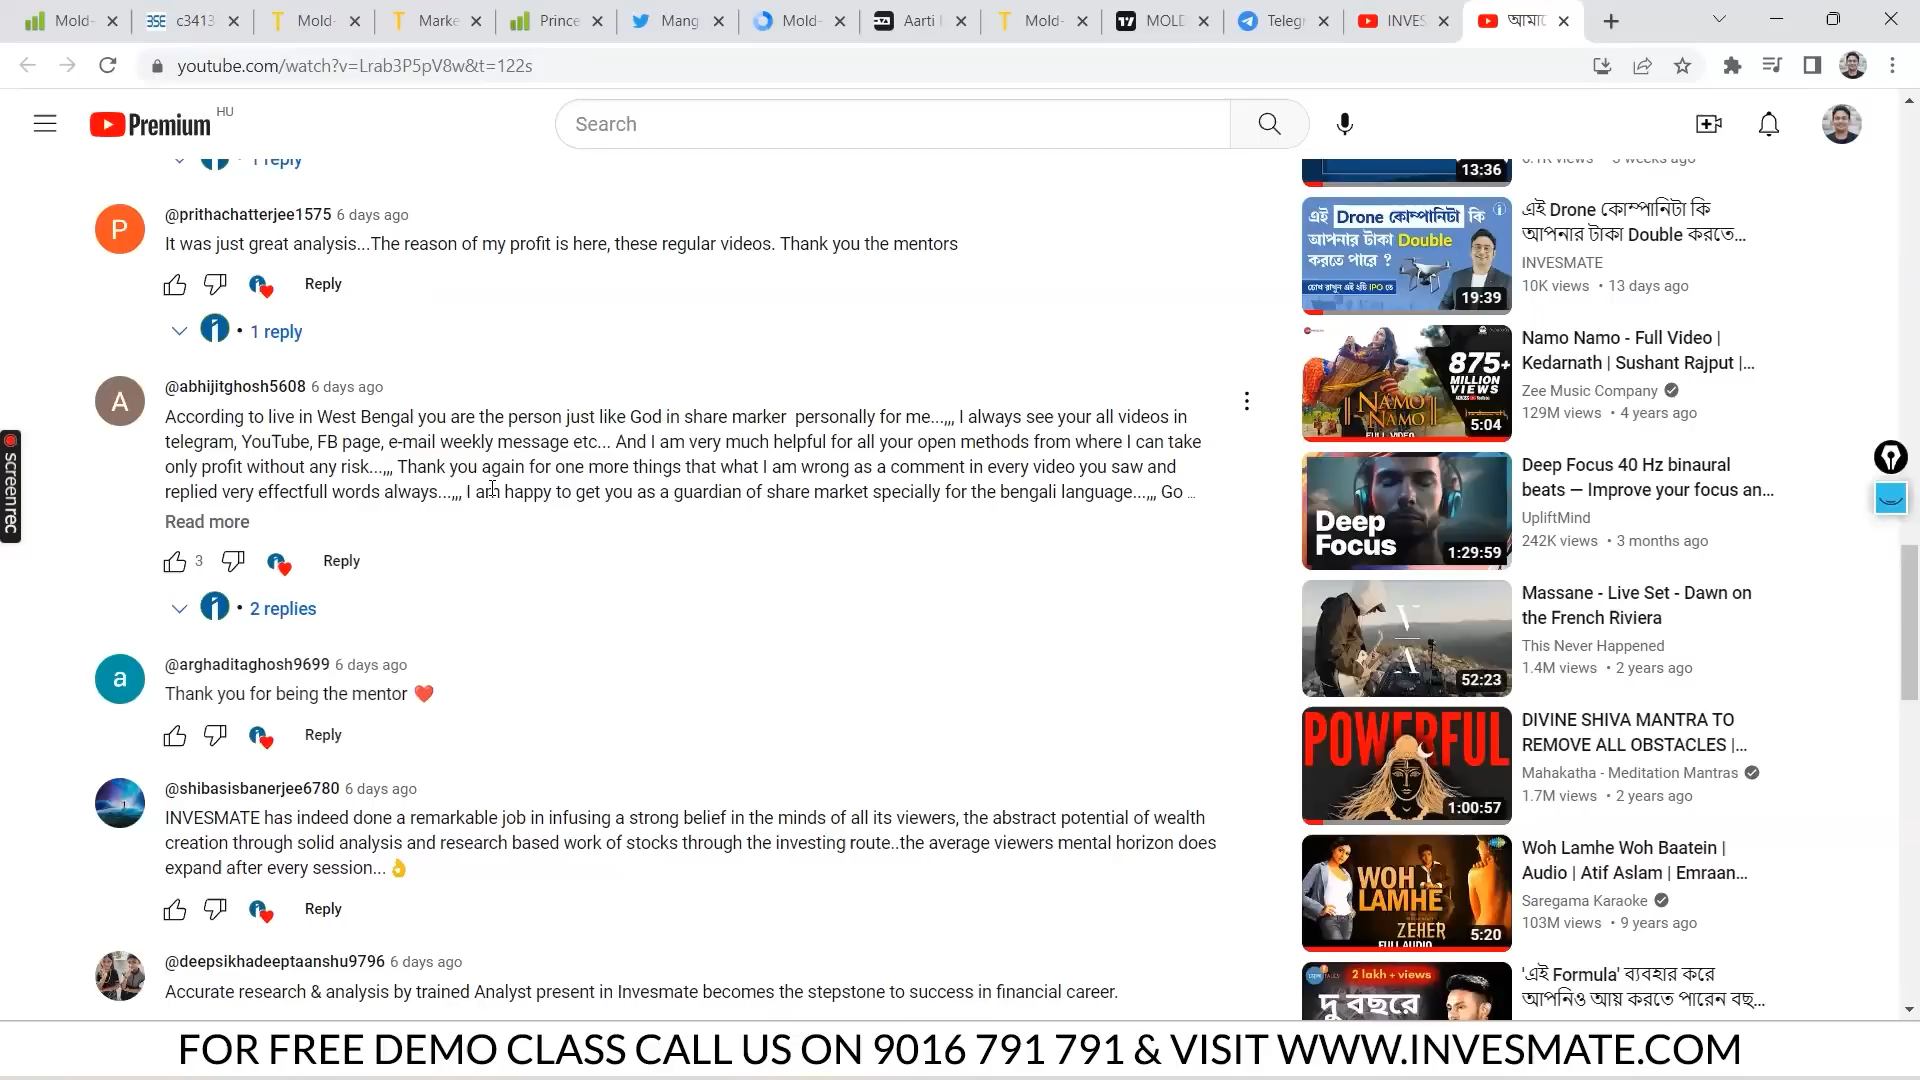 Mold-
c3413
Mold-
Marke
Prince
Mang
Mold-
Aarti
Mold-
MOLD
Telegr
INVES
আমা
youtube.com/watch?v=Lrab3P5pV8w&t=122s
Premium
HU
Search
1 reply
@prithachatterjee1575 6 days ago
It was just great analysis...The reason of my profit is here, these regular videos. Thank you the mentors
Reply
1 reply
@abhijitghosh5608 6 days ago
According to live in West Bengal you are the person just like God in share marker personally for me...,,, I always see your all videos in
telegram, YouTube, FB page, e-mail weekly message etc... And I am very much helpful for all your open methods from where I can take
only profit without any risk...,,, Thank you again for one more things that what I am wrong as a comment in every video you saw and
replied very effectfull words always...,,, I am happy to get you as a guardian of share market specially for the bengali language...,,, Go ...
Read more
3
Reply
2 replies
@arghaditaghosh9699 6 days ago
Thank you for being the mentor ❤️
Reply
@shibasisbanerjee6780 6 days ago
INVESMATE has indeed done a remarkable job in infusing a strong belief in the minds of all its viewers, the abstract potential of wealth
creation through solid analysis and research based work of stocks through the investing route..the average viewers mental horizon does
expand after every session... 👌
Reply
@deepsikhadeeptaanshu9796 6 days ago
Accurate research & analysis by trained Analyst present in Invesmate becomes the stepstone to success in financial career.
13:36
6.1K views • 3 weeks ago
এই Drone কোম্পানিটা কি
আপনার টাকা Double
করতে পারে ?
19:39
এই Drone কোম্পানিটা কি
আপনার টাকা Double করতে...
INVESMATE
10K views • 13 days ago
875+
MILLION
VIEWS
NAMO
NAMO
FULL VIDEO
5:04
Namo Namo - Full Video |
Kedarnath | Sushant Rajput |...
Zee Music Company
129M views • 4 years ago
Deep
Focus
1:29:59
Deep Focus 40 Hz binaural
beats — Improve your focus an...
UpliftMind
242K views • 3 months ago
52:23
Massane - Live Set - Dawn on
the French Riviera
This Never Happened
1.4M views • 2 years ago
POWERFUL
1:00:57
DIVINE SHIVA MANTRA TO
REMOVE ALL OBSTACLES |...
Mahakatha - Meditation Mantras
1.7M views • 2 years ago
WOH
LAMHE
ZEHER
FULL AUDIO
5:20
Woh Lamhe Woh Baatein |
Audio | Atif Aslam | Emraan...
Saregama Karaoke
103M views • 9 years ago
2 lakh + views
দু বছরে
'এই Formula' ব্যবহার করে
আপনিও আয় করতে পারেন বছ...
screenrec
FOR FREE DEMO CLASS CALL US ON 9016 791 791 & VISIT WWW.INVESMATE.COM